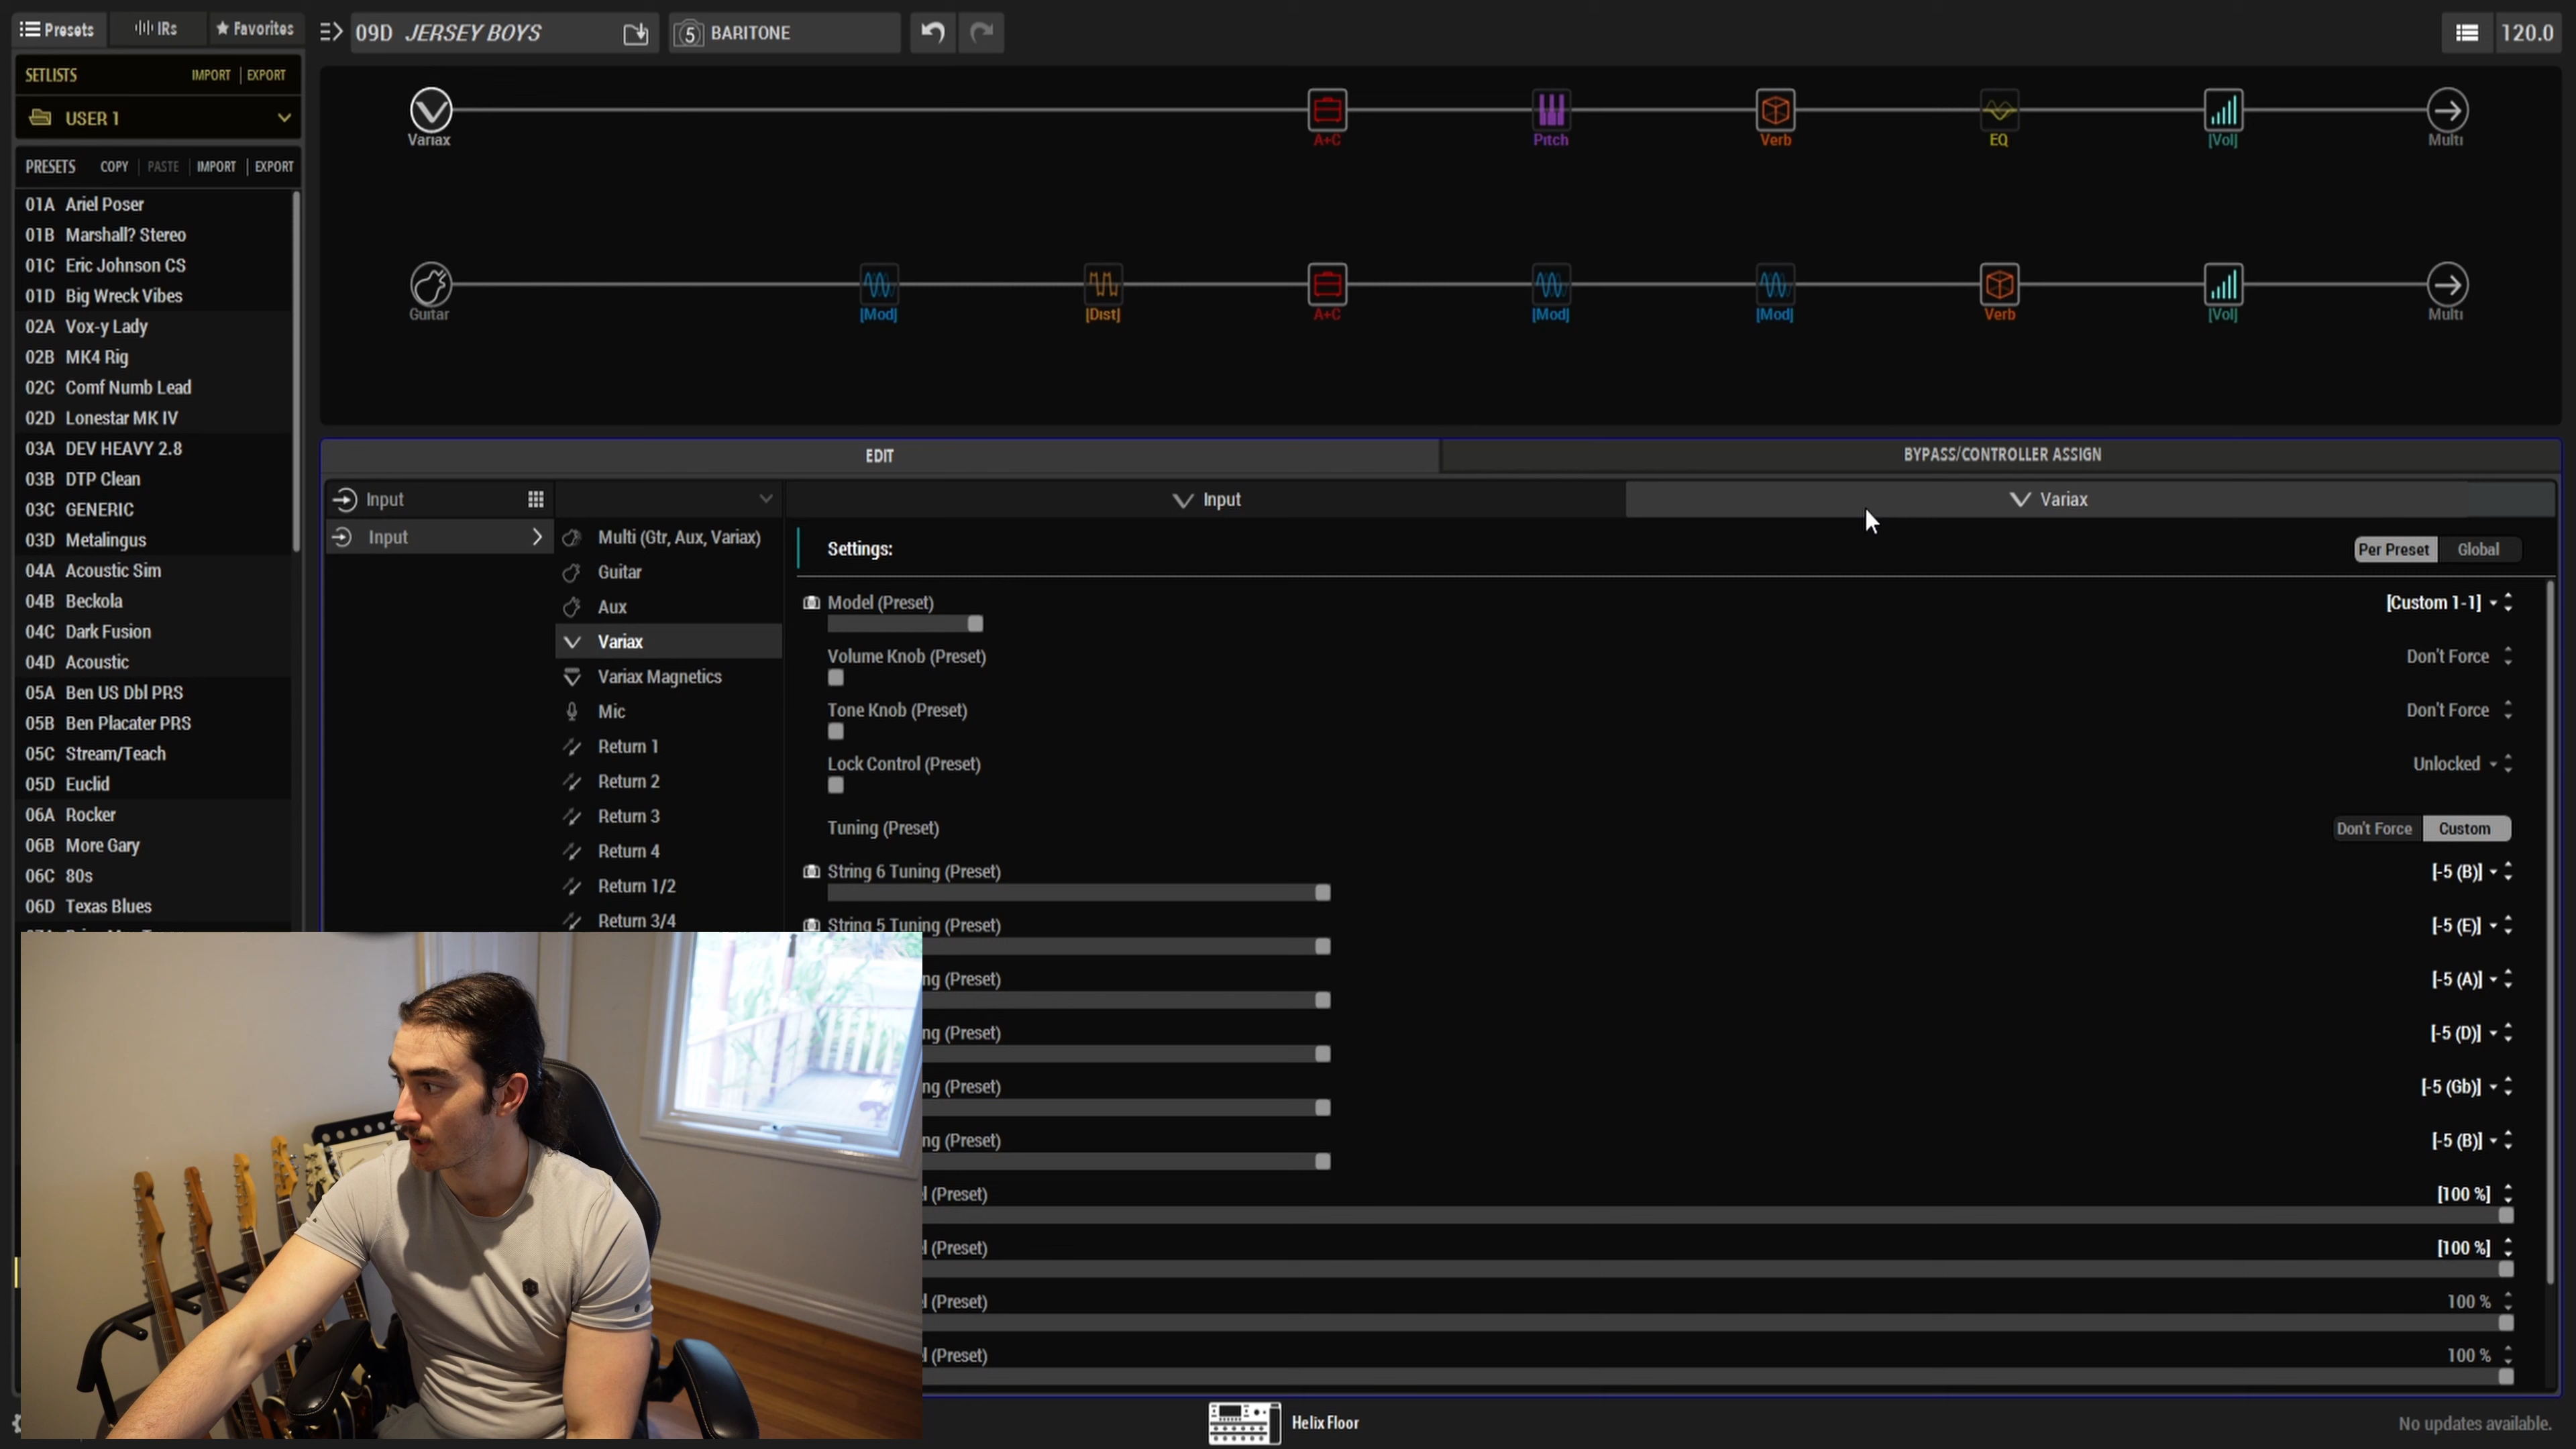 Presets IRs Favorites 09D JERSEY BOYS 5 BARITONE 120.0
SETLISTS IMPORT EXPORT
USER 1
PRESETS COPY PASTE IMPORT EXPORT
01A Ariel Poser
01B Marshall? Stereo
01C Eric Johnson CS
01D Big Wreck Vibes
02A Vox-y Lady
02B MK4 Rig
02C Comf Numb Lead
02D Lonestar MK IV
03A DEV HEAVY 2.8
03B DTP Clean
03C GENERIC
03D Metalingus
04A Acoustic Sim
04B Beckola
04C Dark Fusion
04D Acoustic
05A Ben US Dbl PRS
05B Ben Placater PRS
05C Stream/Teach
05D Euclid
06A Rocker
06B More Gary
06C 80s
06D Texas Blues
Variax A+C Pitch Verb EQ [Vol] Multi
Guitar [Mod] [Dist] A+C [Mod] [Mod] Verb [Vol] Multi
EDIT BYPASS/CONTROLLER ASSIGN
Input
Input
Multi (Gtr, Aux, Variax)
Guitar
Aux
Variax
Variax Magnetics
Mic
Return 1
Return 2
Return 3
Return 4
Return 1/2
Return 3/4
Input Variax
Settings: Per Preset Global
Model (Preset) [Custom 1-1]
Volume Knob (Preset) Don't Force
Tone Knob (Preset) Don't Force
Lock Control (Preset) Unlocked
Tuning (Preset) Don't Force Custom
String 6 Tuning (Preset) [-5 (B)]
String 5 Tuning (Preset) [-5 (E)]
ng (Preset) [-5 (A)]
ng (Preset) [-5 (D)]
ng (Preset) [-5 (Gb)]
ng (Preset) [-5 (B)]
l (Preset) [100 %]
l (Preset) [100 %]
l (Preset) 100 %
l (Preset) 100 %
Helix Floor No updates available.